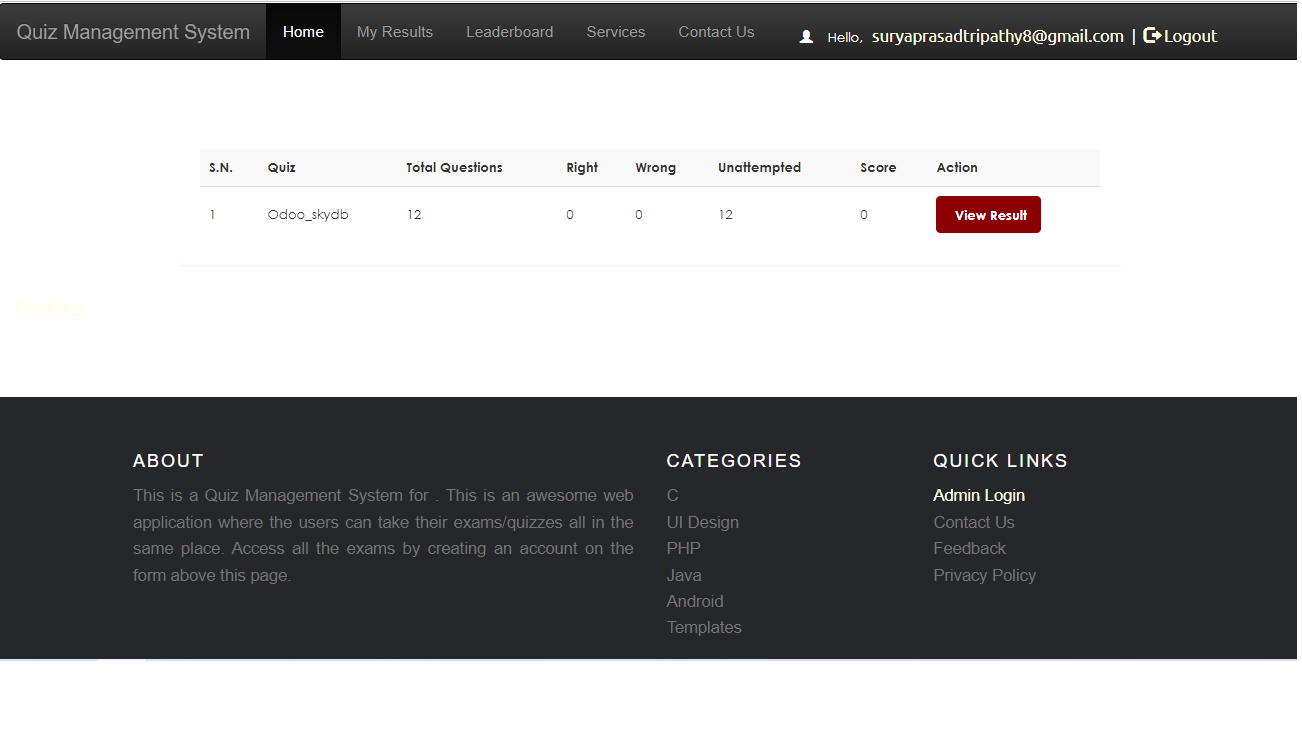 Quiz Management System Home My Results Leaderboard Services Contact Us Hello, suryaprasadtripathy8@gmail.com | Logout
S.N. Quiz Total Questions Right Wrong Unattempted Score Action
1 Odoo_skydb 12 0 0 12 0 View Result
ABOUT
This is a Quiz Management System for . This is an awesome web
application where the users can take their exams/quizzes all in the
same place. Access all the exams by creating an account on the
form above this page.
CATEGORIES
C
UI Design
PHP
Java
Android
Templates
QUICK LINKS
Admin Login
Contact Us
Feedback
Privacy Policy